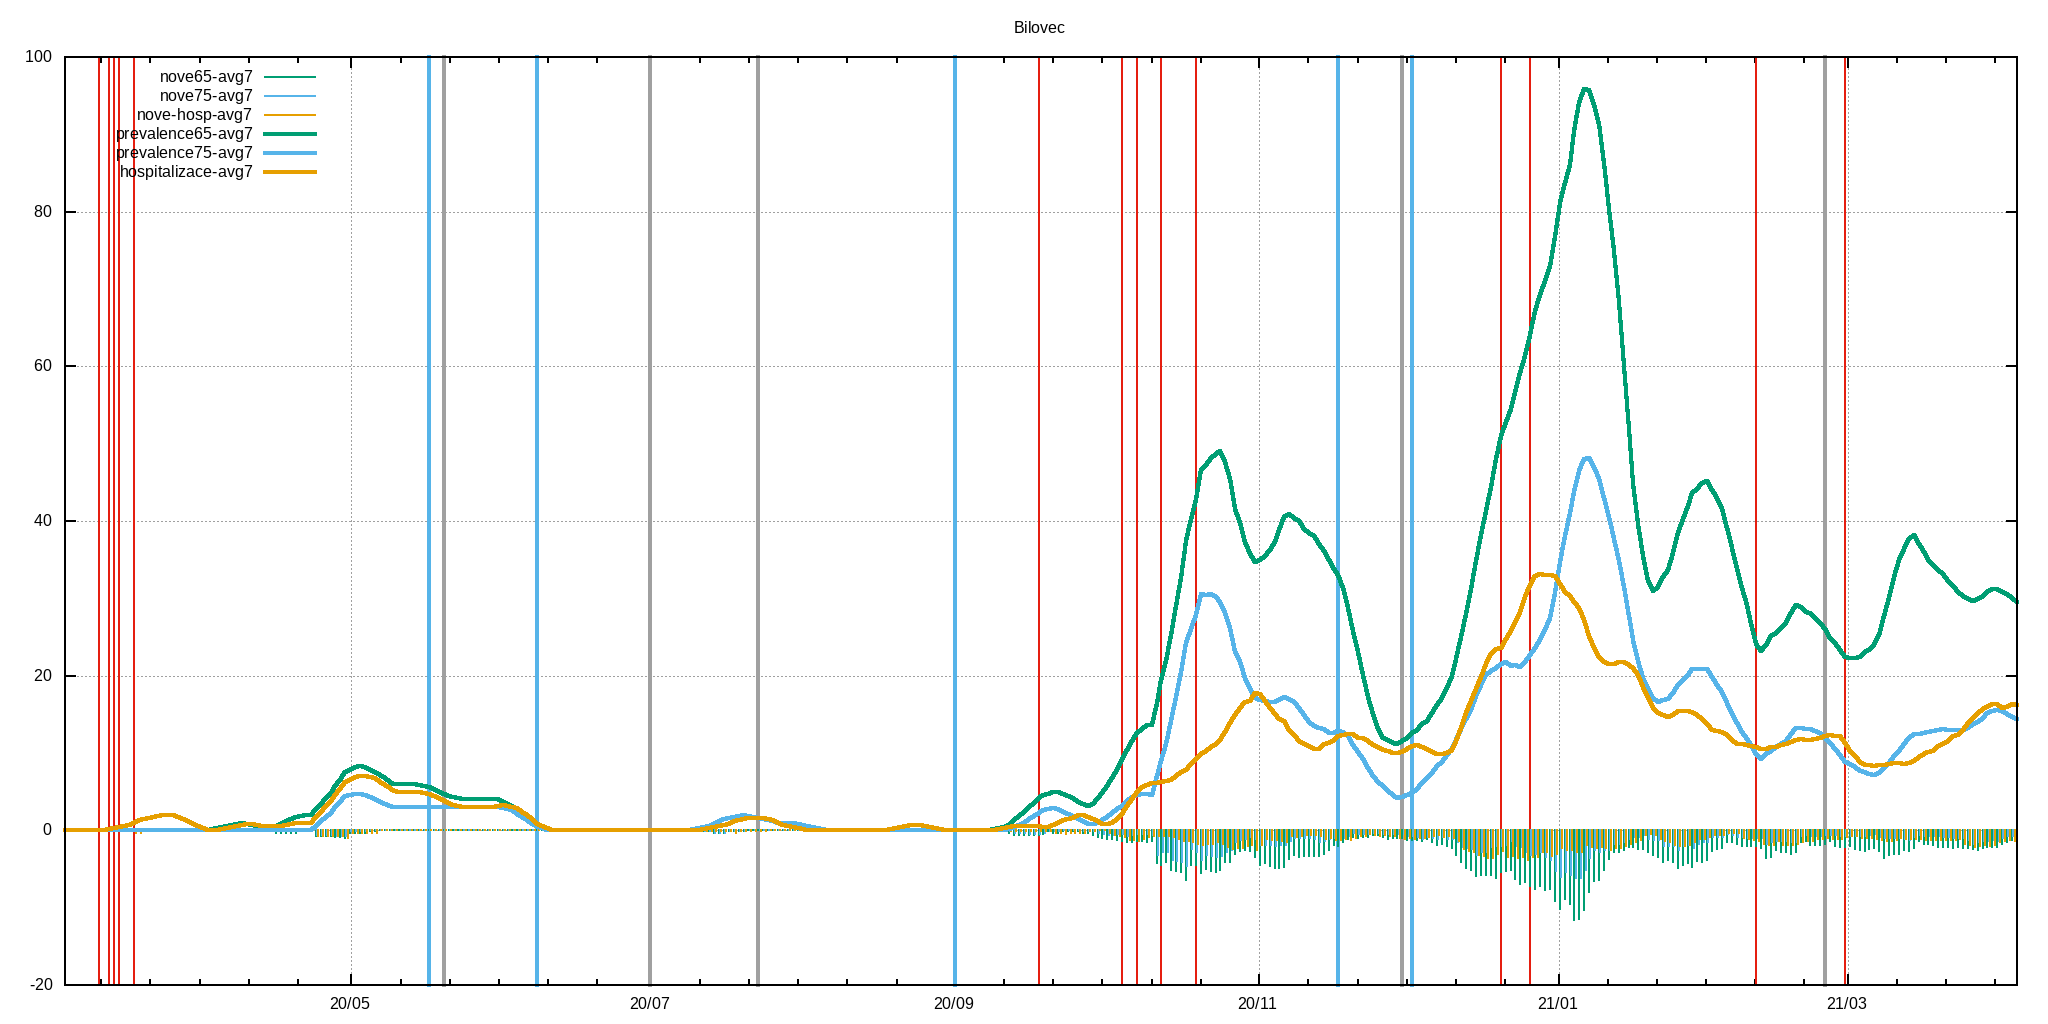 Bilovec
100
nove65-avg7
nove75-avg7
nove-hosp-avg7
prevalence65-avg7
prevalence75-avg7
hospitalizace-avg7
80
60
40
20
0
-20
20/05 20/07 20/09 20/11 21/01 21/03